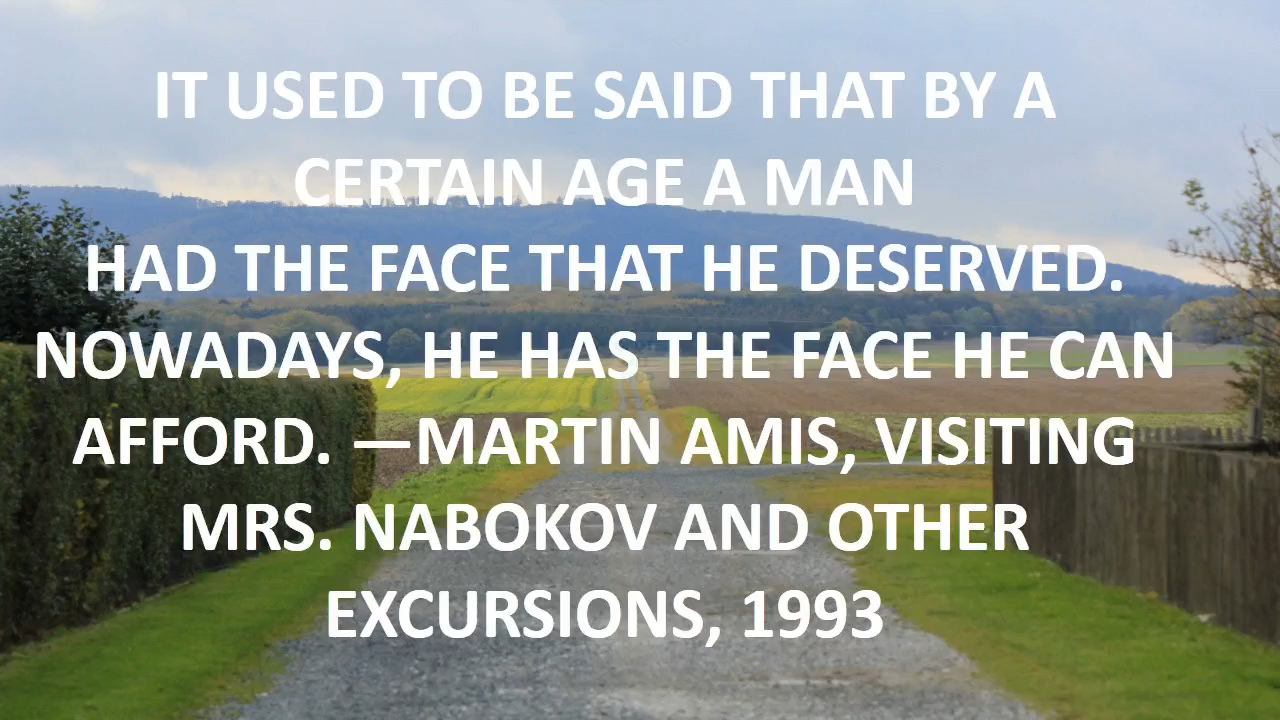 IT USED TO BE SAID THAT BY A
CERTAIN AGE A MAN
HAD THE FACE THAT HE DESERVED.
NOWADAYS, HE HAS THE FACE HE CAN
AFFORD. —MARTIN AMIS, VISITING
MRS. NABOKOV AND OTHER
EXCURSIONS, 1993